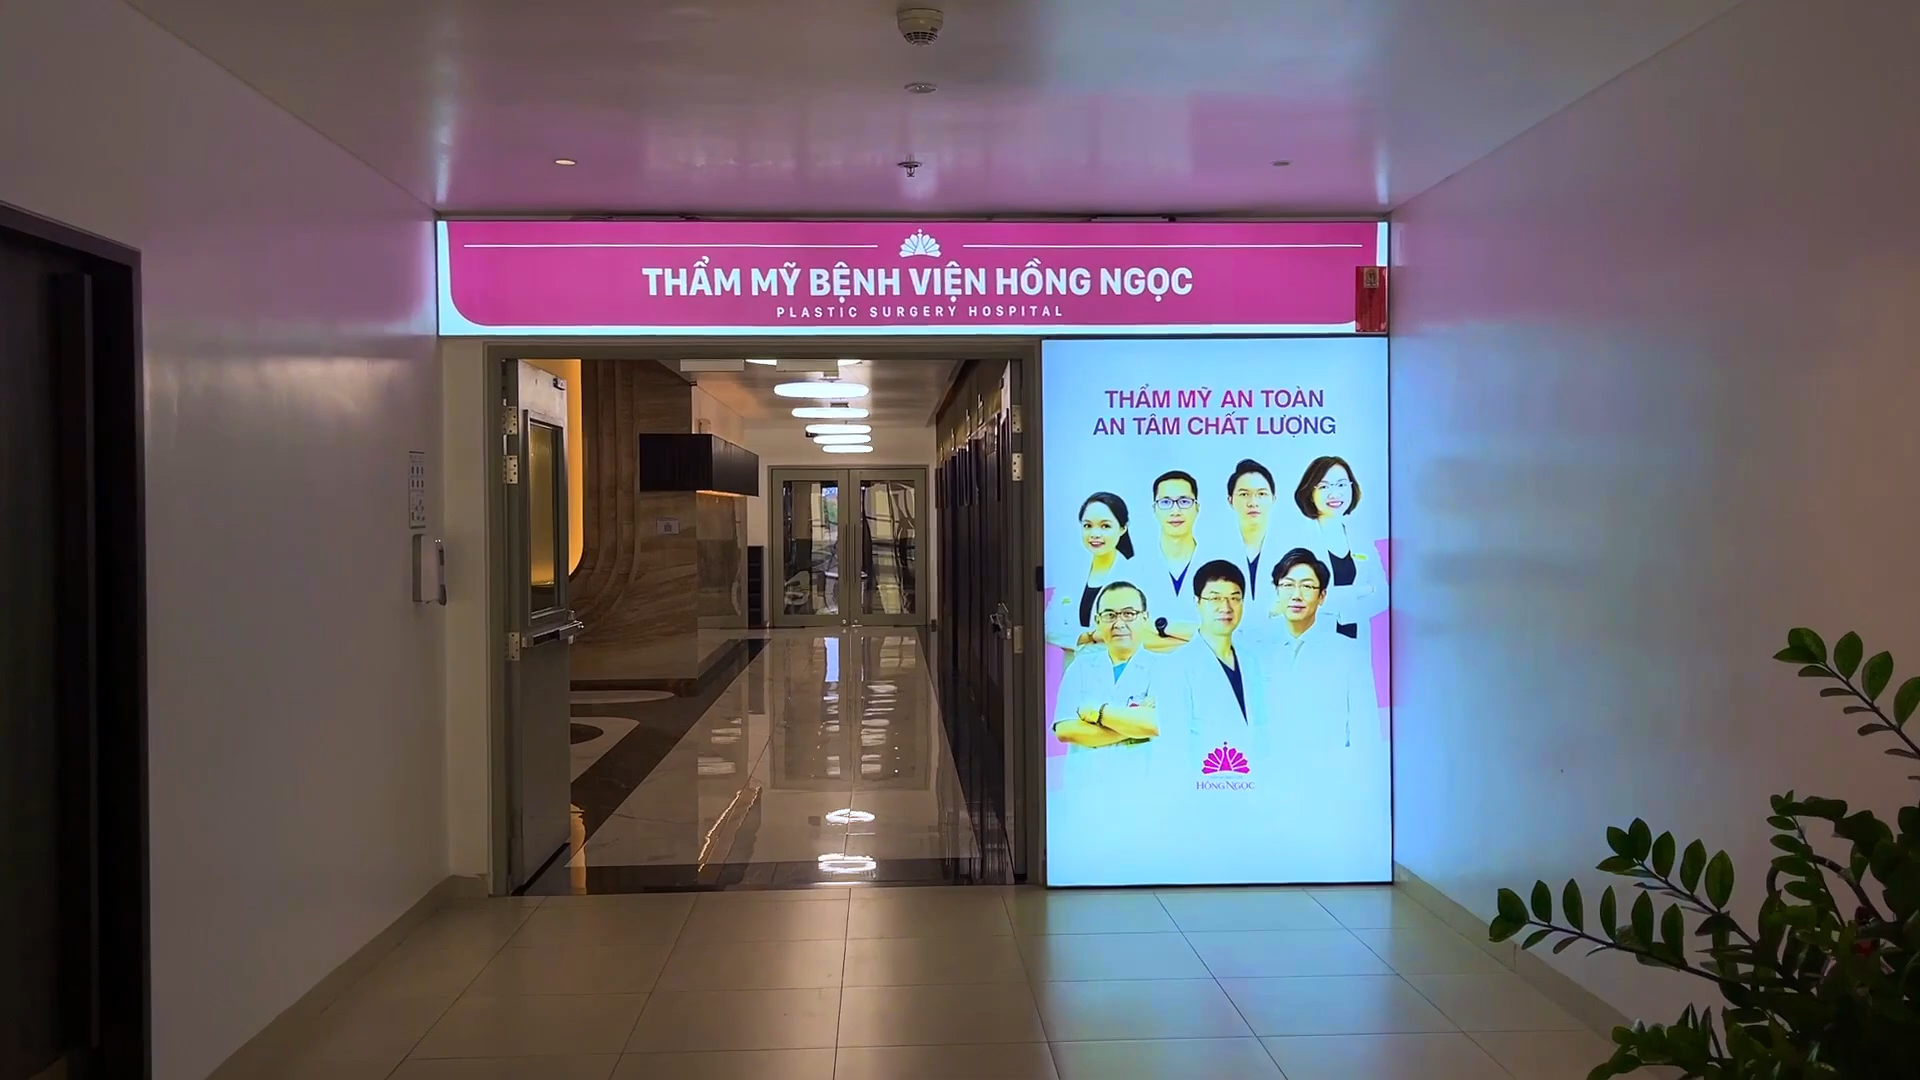 THẨM MỸ BỆNH VIỆN HỒNG NGỌC
PLASTIC SURGERY HOSPITAL
THẨM MỸ AN TOÀN
AN TÂM CHẤT LƯỢNG
HỒNG NGỌC